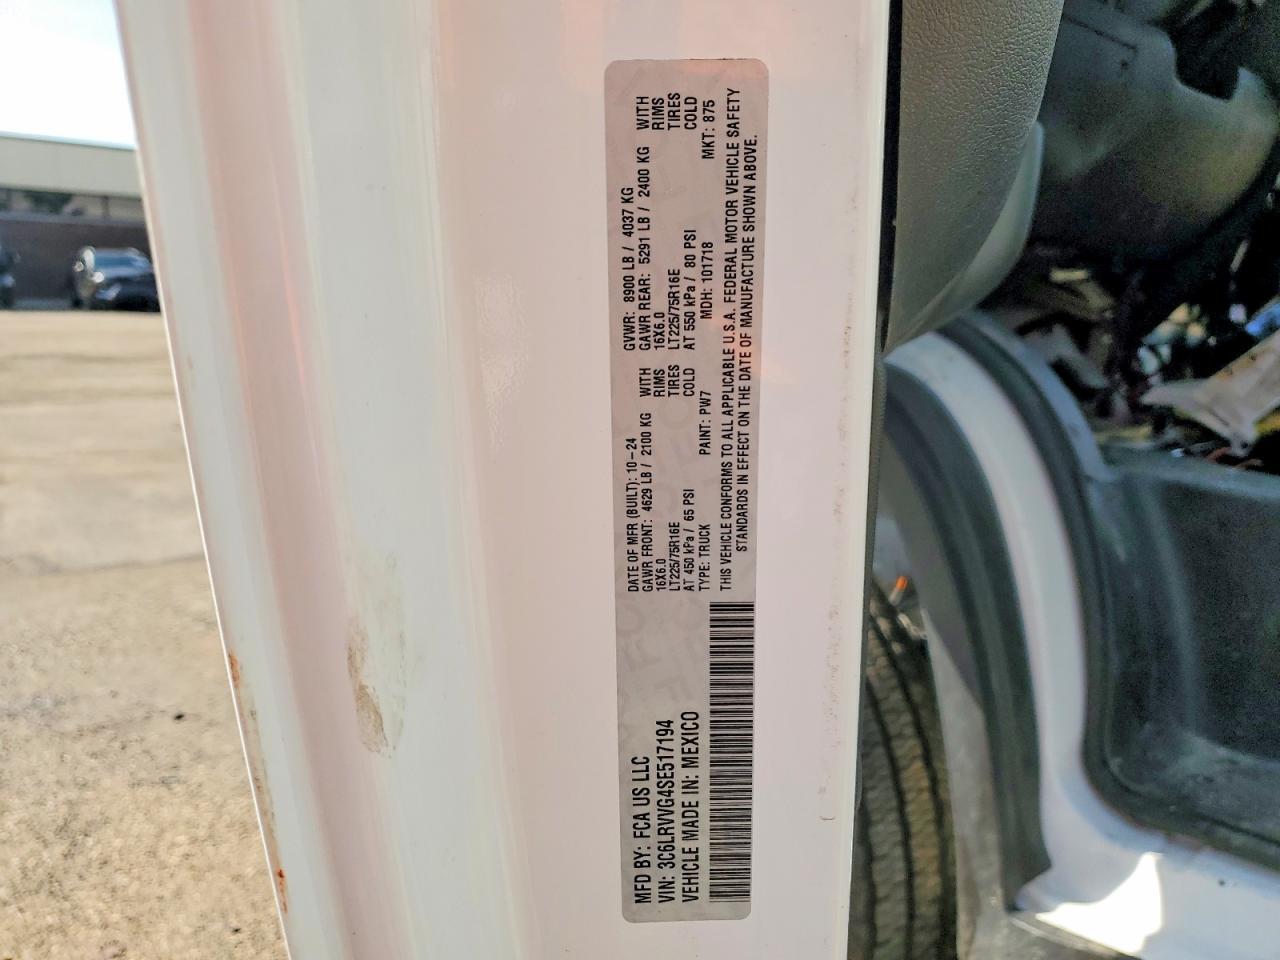 MFD BY: FCA US LLC
VIN: 3C6LRVVG4SE517194
VEHICLE MADE IN: MEXICO
DATE OF MFR (BUILT): 10-24 GVWR: 8900 LB / 4037 KG
GAWR FRONT: 4629 LB / 2100 KG WITH GAWR REAR: 5291 LB / 2400 KG WITH
16X6.0 RIMS 16X6.0 RIMS
LT225/75R16E TIRES LT225/75R16E TIRES
AT 450 kPa / 65 PSI COLD AT 550 kPa / 80 PSI COLD
TYPE: TRUCK PAINT: PW7 MDH: 101718 MKT: 875
THIS VEHICLE CONFORMS TO ALL APPLICABLE U.S.A. FEDERAL MOTOR VEHICLE SAFETY
STANDARDS IN EFFECT ON THE DATE OF MANUFACTURE SHOWN ABOVE.